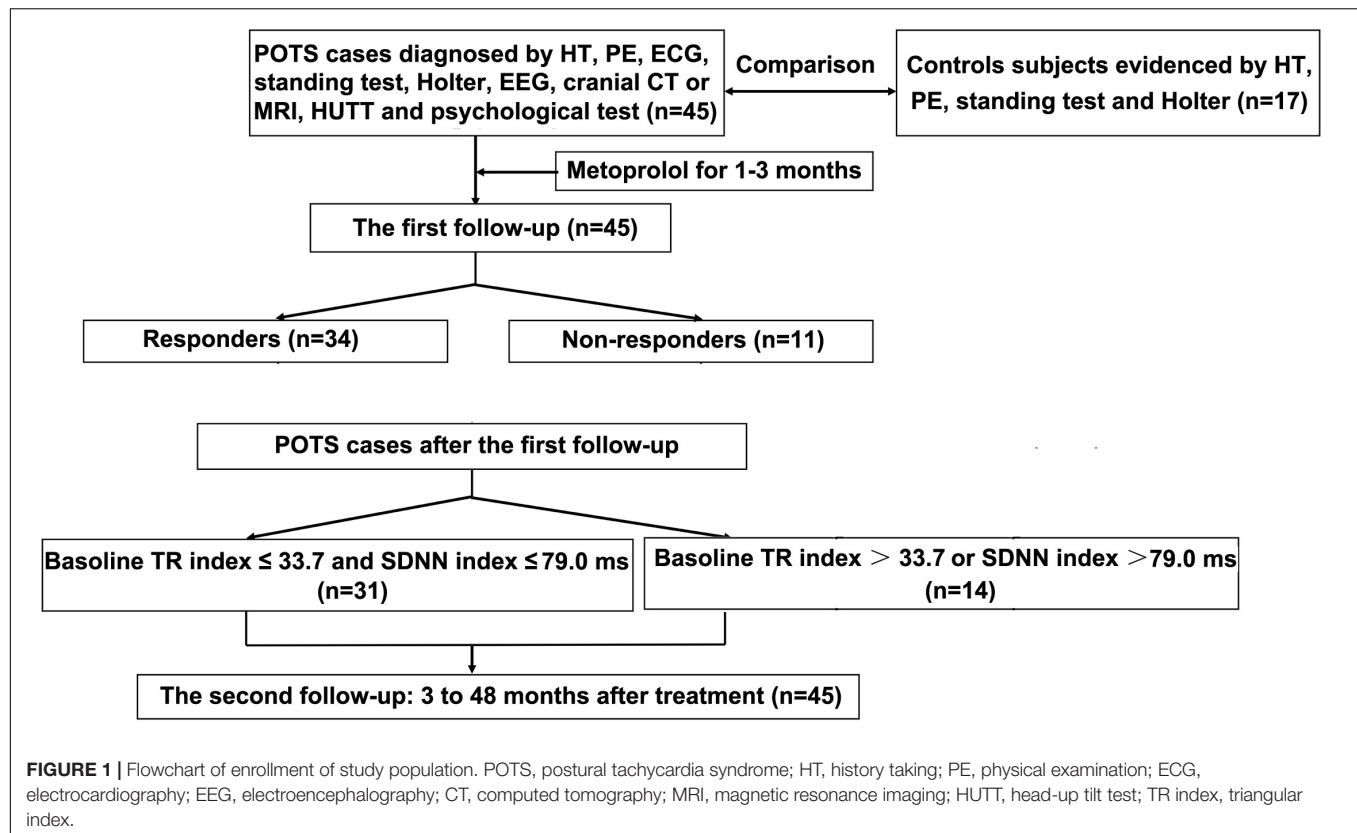 POTS cases diagnosed by HT, PE, ECG,
standing test, Holter, EEG, cranial CT or
MRI, HUTT and psychological test (n=45)
Comparison
Controls subjects evidenced by HT,
PE, standing test and Holter (n=17)
Metoprolol for 1-3 months
The first follow-up (n=45)
Responders (n=34)
Non-responders (n=11)
POTS cases after the first follow-up
Baseline TR index ≤ 33.7 and SDNN index ≤ 79.0 ms
(n=31)
Baseline TR index > 33.7 or SDNN index > 79.0 ms
(n=14)
The second follow-up: 3 to 48 months after treatment (n=45)
FIGURE 1 | Flowchart of enrollment of study population. POTS, postural tachycardia syndrome; HT, history taking; PE, physical examination; ECG,
electrocardiography; EEG, electroencephalography; CT, computed tomography; MRI, magnetic resonance imaging; HUTT, head-up tilt test; TR index, triangular
index.